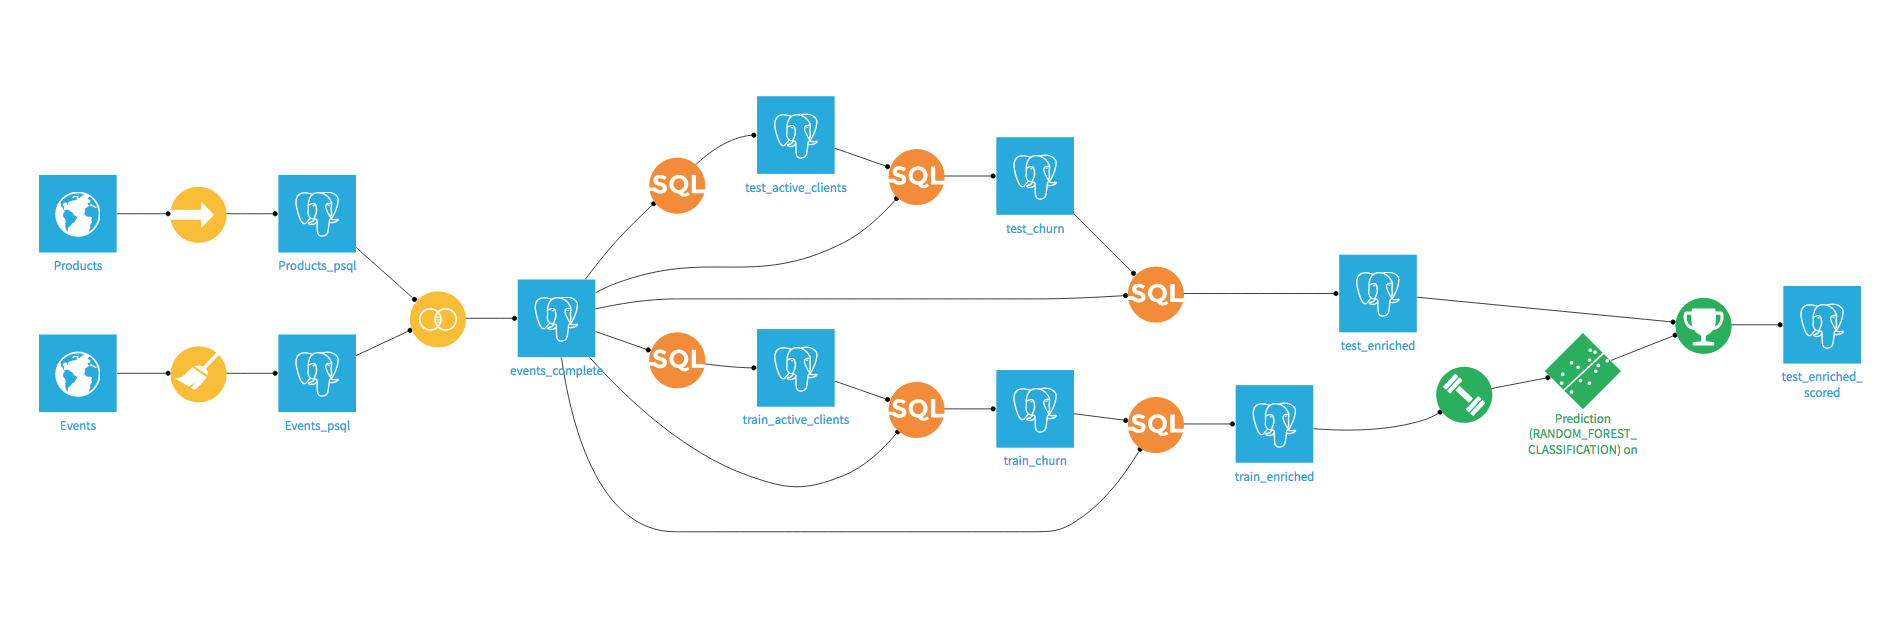 Products
Products_psql
Events
Events_psql
events_complete
SQL
test_active_clients
SQL
test_churn
SQL
train_active_clients
SQL
train_churn
SQL
test_enriched
SQL
train_enriched
Prediction
(RANDOM_FOREST_
CLASSIFICATION) on
test_enriched_
scored